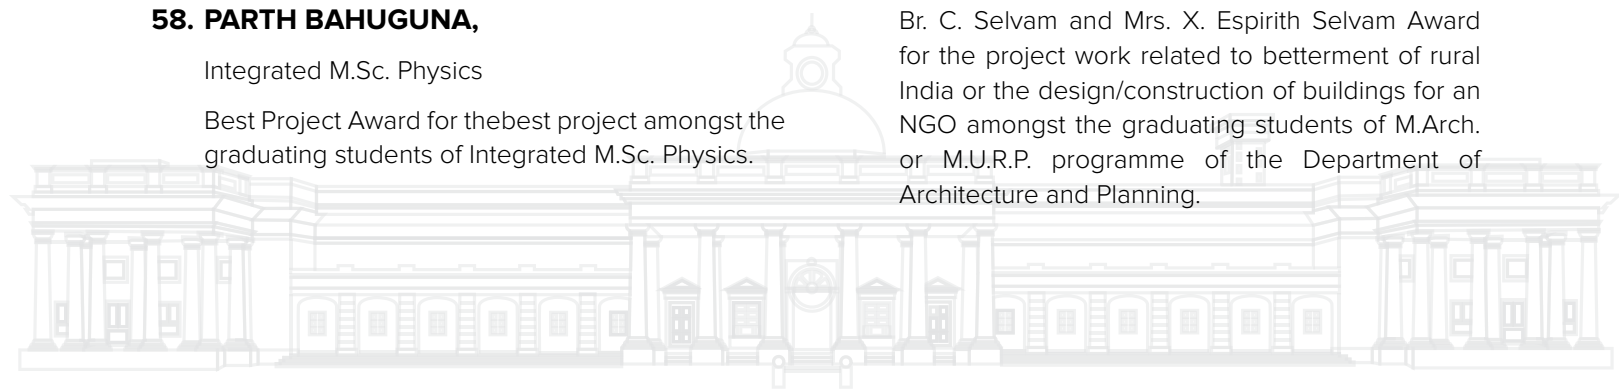 58. PARTH BAHUGUNA,
Integrated M.Sc. Physics
Best Project Award for thebest project amongst the
graduating students of Integrated M.Sc. Physics.
Br. C. Selvam and Mrs. X. Espirith Selvam Award
for the project work related to betterment of rural
India or the design/construction of buildings for an
NGO amongst the graduating students of M.Arch.
or M.U.R.P. programme of the Department of
Architecture and Planning.